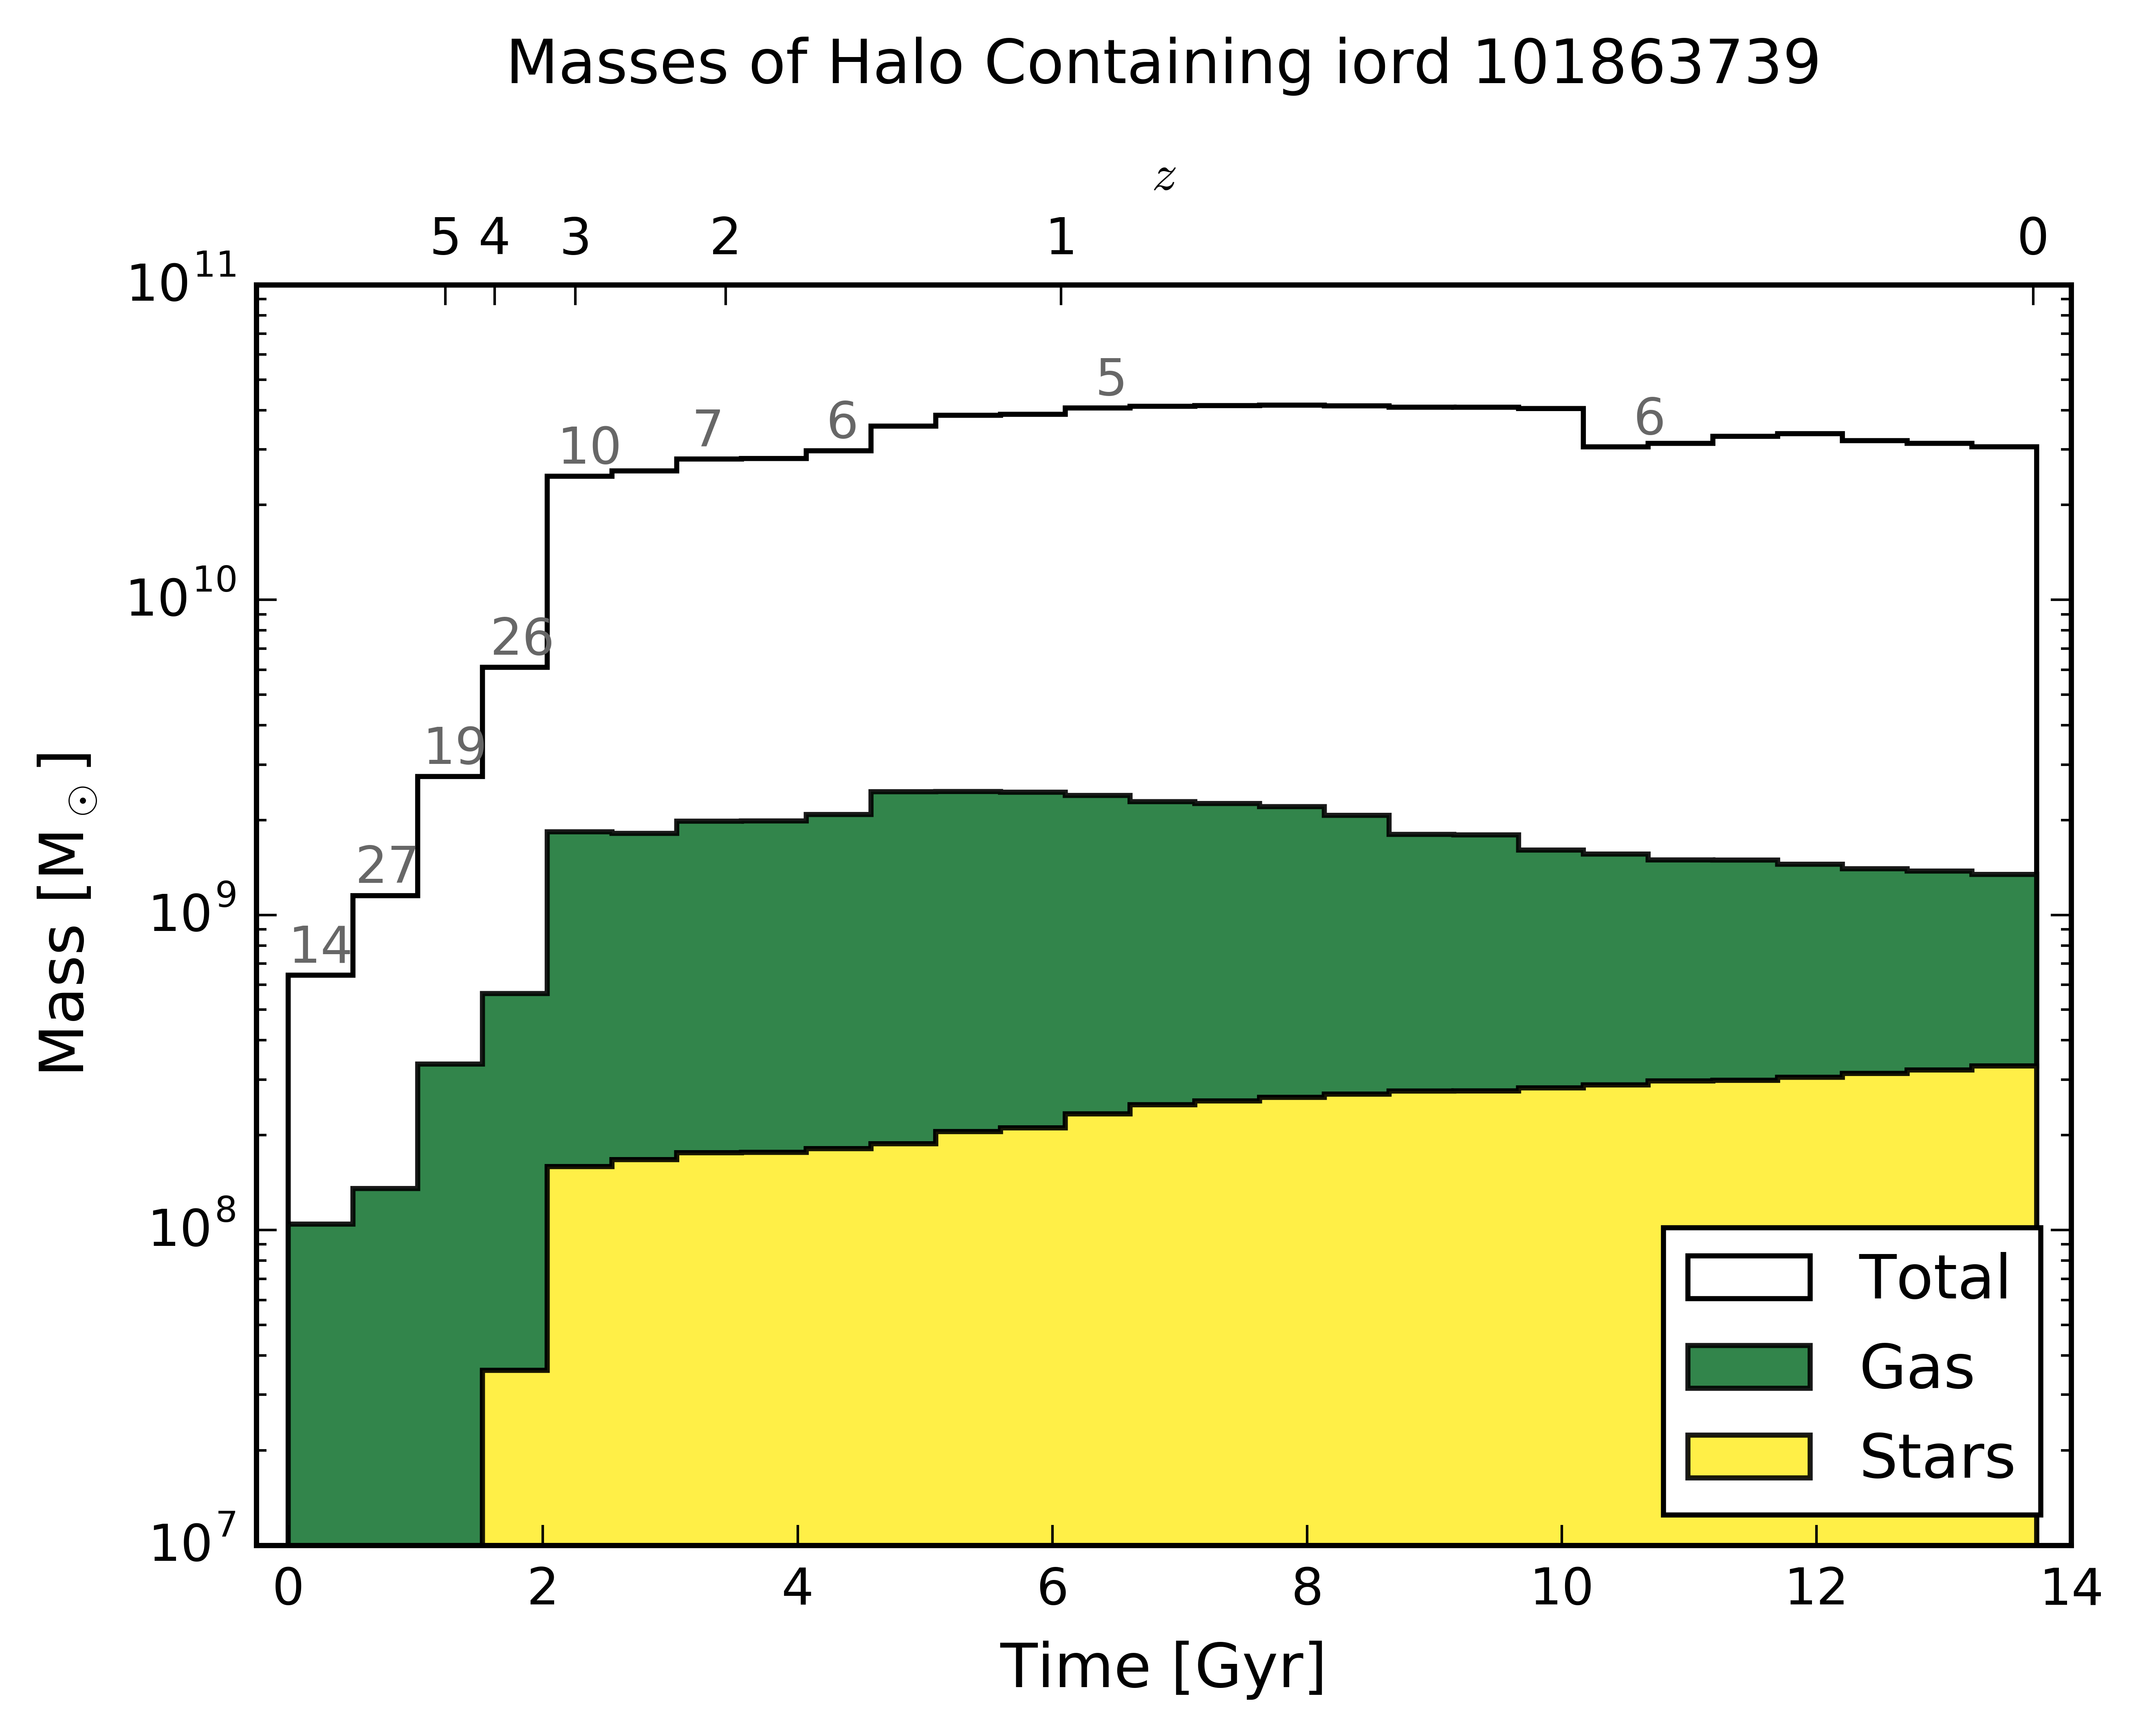 Masses of Halo Containing iord 101863739
z
5 4 3 2 1 0
10^11
10^10
10^9
10^8
10^7
Mass [M☉]
14
27
19
26
10
7
6
5
6
Total
Gas
Stars
0 2 4 6 8 10 12 14
Time [Gyr]